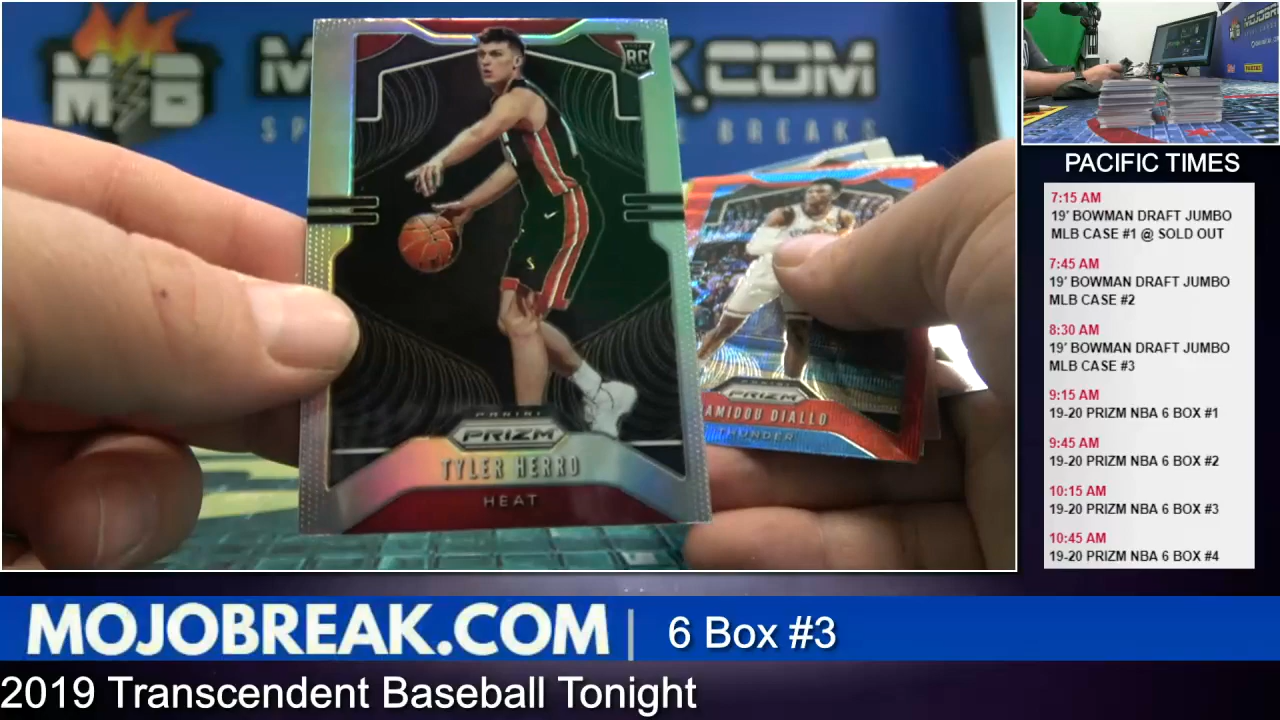 M B
M K.COM
SP E BREAKS
RC
PANINI
PRIZM
TYLER HERRO
HEAT
PANINI
PRIZM
AMIDOU DIALLO
THUNDER
PACIFIC TIMES
7:15 AM
19' BOWMAN DRAFT JUMBO
MLB CASE #1 @ SOLD OUT
7:45 AM
19' BOWMAN DRAFT JUMBO
MLB CASE #2
8:30 AM
19' BOWMAN DRAFT JUMBO
MLB CASE #3
9:15 AM
19-20 PRIZM NBA 6 BOX #1
9:45 AM
19-20 PRIZM NBA 6 BOX #2
10:15 AM
19-20 PRIZM NBA 6 BOX #3
10:45 AM
19-20 PRIZM NBA 6 BOX #4
MOJOBREAK.COM | 6 Box #3
2019 Transcendent Baseball Tonight